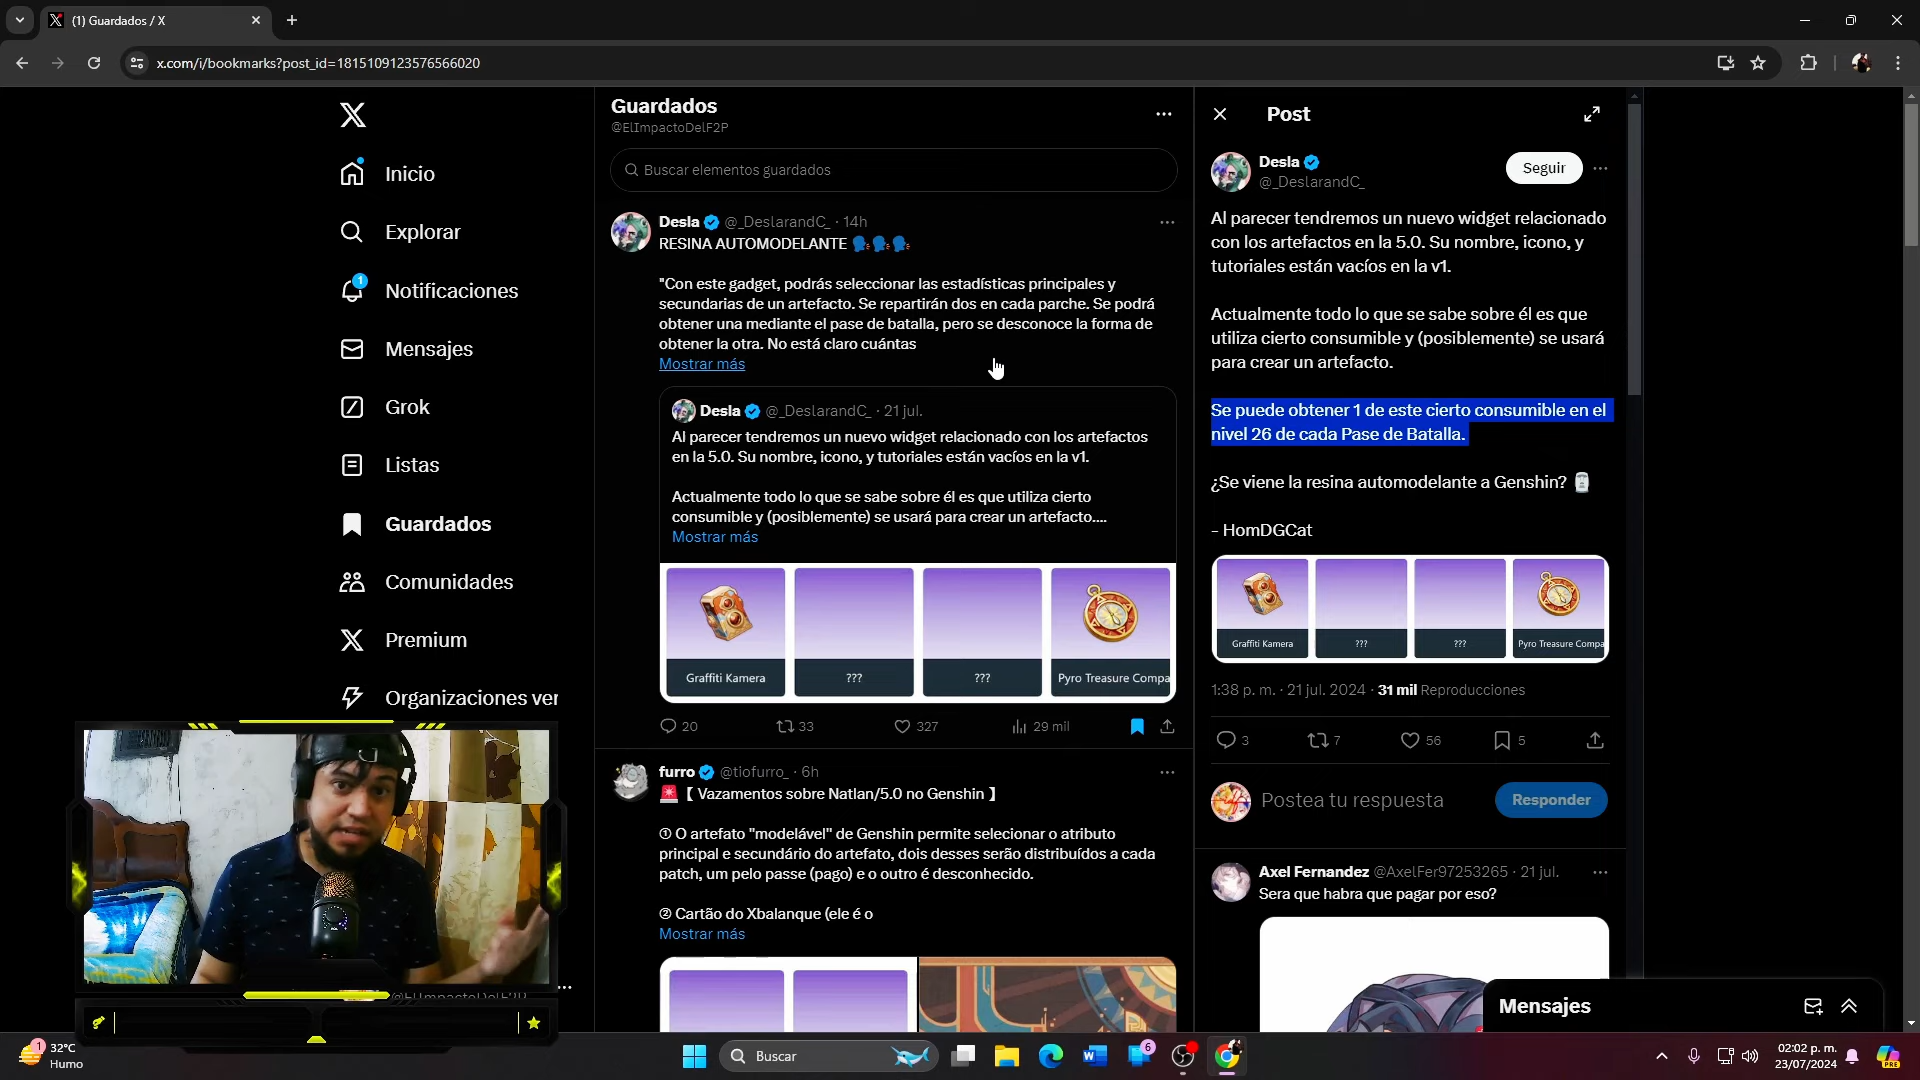 (1) Guardados / X
x.com/i/bookmarks?post_id=1815109123576566020
Inicio
Explorar
1
Notificaciones
Mensajes
Grok
Listas
Guardados
Comunidades
Premium
Organizaciones ver
Guardados
@ElImpactoDelF2P
Buscar elementos guardados
Desla @_DeslarandC_ · 14h
RESINA AUTOMODELANTE 🗣️🗣️🗣️
"Con este gadget, podrás seleccionar las estadísticas principales y
secundarias de un artefacto. Se repartirán dos en cada parche. Se podrá
obtener una mediante el pase de batalla, pero se desconoce la forma de
obtener la otra. No está claro cuántas
Mostrar más
Desla @_DeslarandC_ · 21 jul.
Al parecer tendremos un nuevo widget relacionado con los artefactos
en la 5.0. Su nombre, icono, y tutoriales están vacíos en la v1.
Actualmente todo lo que se sabe sobre él es que utiliza cierto
consumible y (posiblemente) se usará para crear un artefacto....
Mostrar más
Graffiti Kamera
???
???
Pyro Treasure Compa
20
33
327
29 mil
furro @tiofurro_ · 6h
🚨【 Vazamentos sobre Natlan/5.0 no Genshin 】
① O artefato "modelável" de Genshin permite selecionar o atributo
principal e secundário do artefato, dois desses serão distribuídos a cada
patch, um pelo passe (pago) e o outro é desconhecido.
② Cartão do Xbalanque (ele é o
Mostrar más
Post
Desla
@_DeslarandC_
Seguir
Al parecer tendremos un nuevo widget relacionado
con los artefactos en la 5.0. Su nombre, icono, y
tutoriales están vacíos en la v1.
Actualmente todo lo que se sabe sobre él es que
utiliza cierto consumible y (posiblemente) se usará
para crear un artefacto.
Se puede obtener 1 de este cierto consumible en el
nivel 26 de cada Pase de Batalla.
¿Se viene la resina automodelante a Genshin? 🗿
- HomDGCat
Graffiti Kamera
???
???
Pyro Treasure Compa
1:38 p. m. · 21 jul. 2024 · 31 mil Reproducciones
3
7
56
5
Postea tu respuesta
Responder
Axel Fernandez @AxelFer97253265 · 21 jul.
Sera que habra que pagar por eso?
Mensajes
@ElImpactoDelF2P
1
32°C
Humo
Buscar
6
02:02 p. m.
23/07/2024
PRE